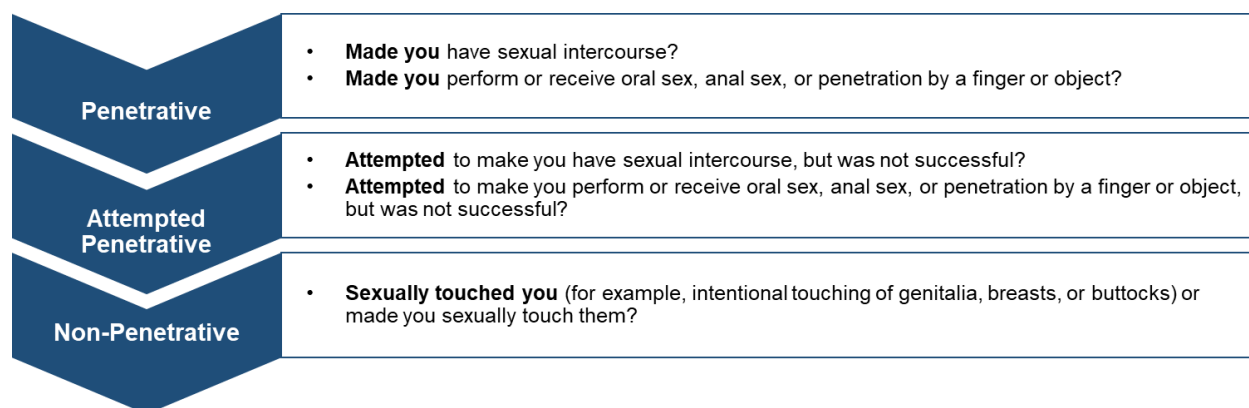 Penetrative
• Made you have sexual intercourse?
• Made you perform or receive oral sex, anal sex, or penetration by a finger or object?
Attempted
Penetrative
• Attempted to make you have sexual intercourse, but was not successful?
• Attempted to make you perform or receive oral sex, anal sex, or penetration by a finger or object,
but was not successful?
Non-Penetrative
• Sexually touched you (for example, intentional touching of genitalia, breasts, or buttocks) or
made you sexually touch them?